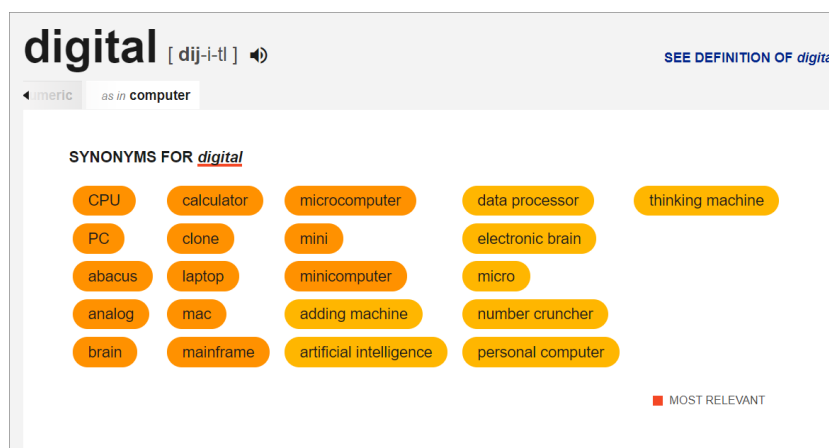 digital [ dij-i-tl ]
SEE DEFINITION OF digita
umeric
as in computer
SYNONYMS FOR digital
CPU calculator microcomputer data processor thinking machine
PC clone mini electronic brain
abacus laptop minicomputer micro
analog mac adding machine number cruncher
brain mainframe artificial intelligence personal computer
MOST RELEVANT